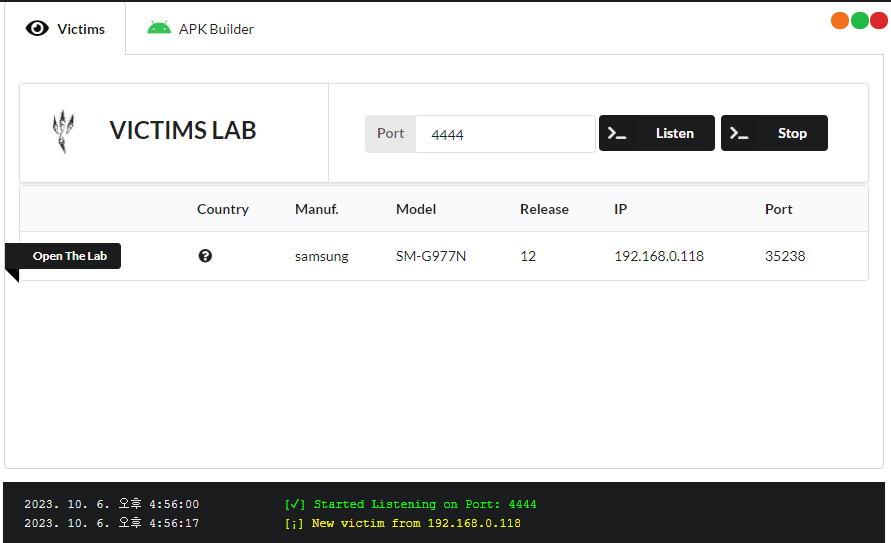 Victims APK Builder
VICTIMS LAB Port 4444 Listen Stop
Country Manuf. Model Release IP Port
Open The Lab samsung SM-G977N 12 192.168.0.118 35238
2023. 10. 6. 오후 4:56:00 [✓] Started Listening on Port: 4444
2023. 10. 6. 오후 4:56:17 [¡] New victim from 192.168.0.118